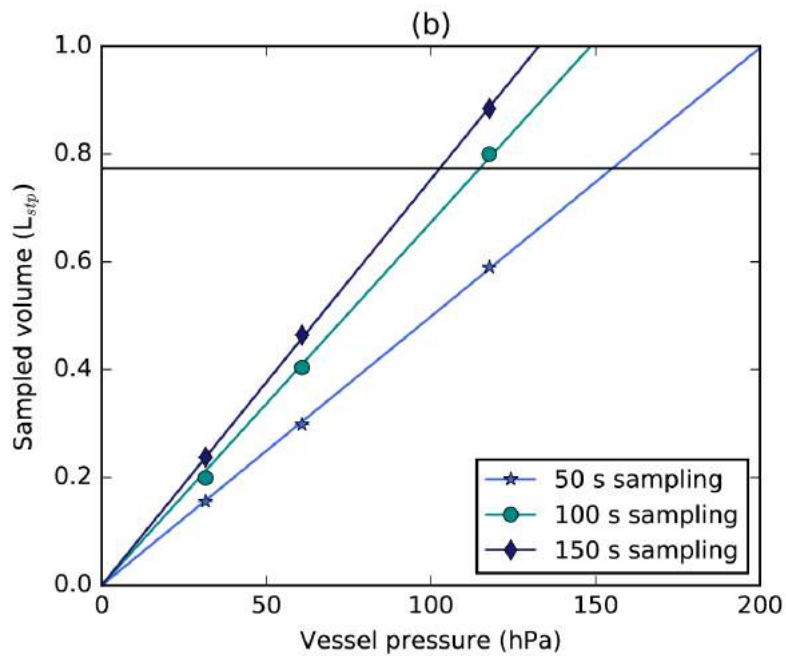 (b)
1.0
0.8
0.6
0.4
0.2
0.0
Sampled volume (L_{stp})
50 s sampling
100 s sampling
150 s sampling
0 50 100 150 200
Vessel pressure (hPa)